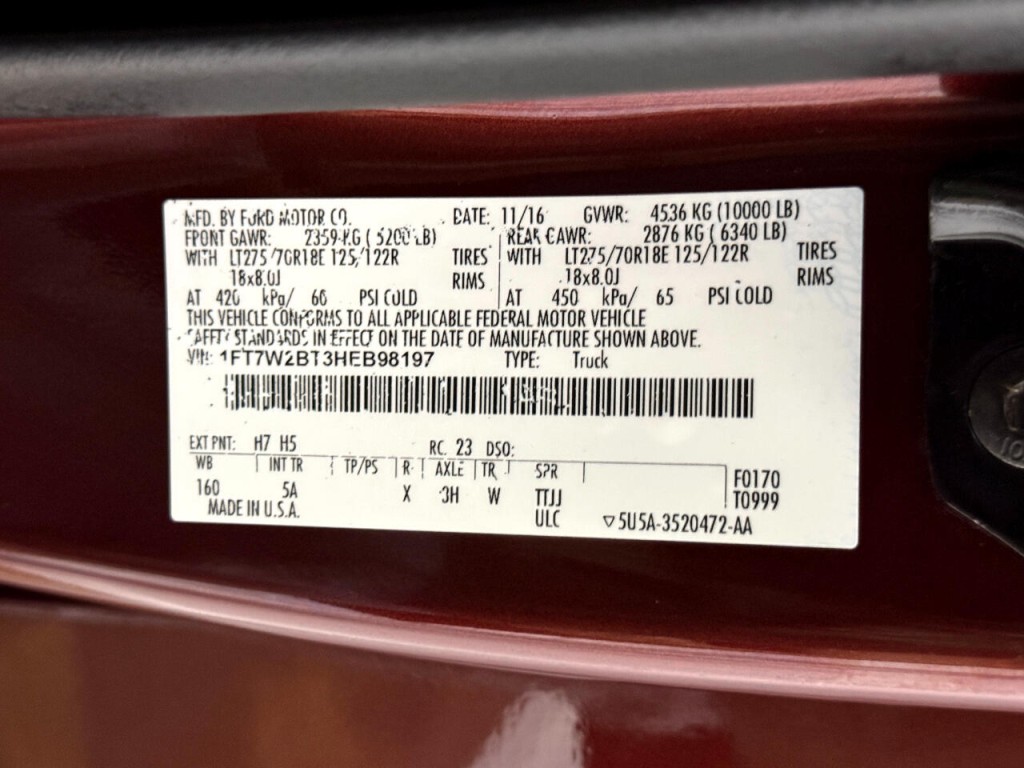 MFD. BY FORD MOTOR CO. DATE: 11/16 GVWR: 4536 KG (10000 LB)
FRONT GAWR: 2359 KG ( 5200 LB) REAR GAWR: 2876 KG ( 6340 LB)
WITH LT275/70R18E 125/122R TIRES WITH LT275/70R18E 125/122R TIRES
18x8.0J RIMS 18x8.0J RIMS
AT 420 kPa/ 60 PSI COLD AT 450 kPa/ 65 PSI COLD
THIS VEHICLE CONFORMS TO ALL APPLICABLE FEDERAL MOTOR VEHICLE
SAFETY STANDARDS IN EFFECT ON THE DATE OF MANUFACTURE SHOWN ABOVE.
VIN: 1FT7W2BT3HEB98197 TYPE: Truck
EXT PNT: H7 H5 RC: 23 DSO:
WB INT TR TP/PS R AXLE TR SPR F0170
160 5A X 3H W TTJJ T0999
MADE IN U.S.A. ULC ▽5U5A-3520472-AA